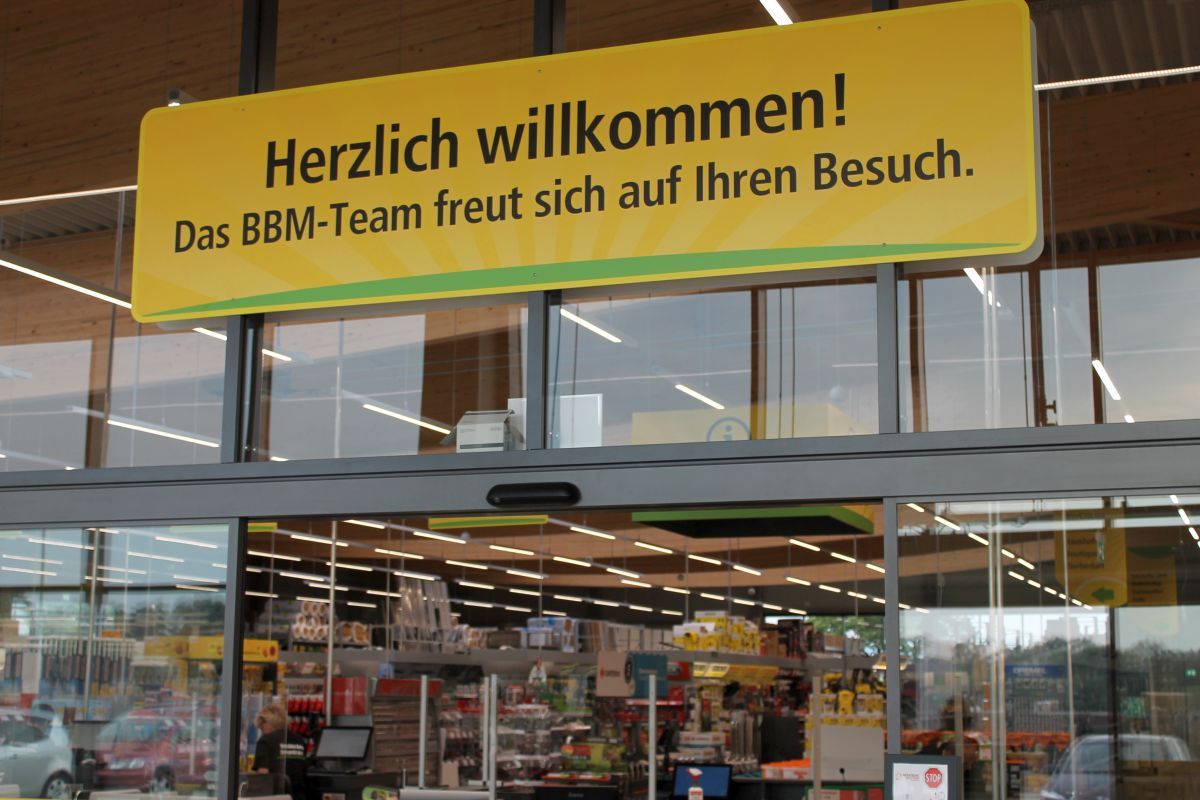 Herzlich willkommen!
Das BBM-Team freut sich auf Ihren Besuch.
i
STOP